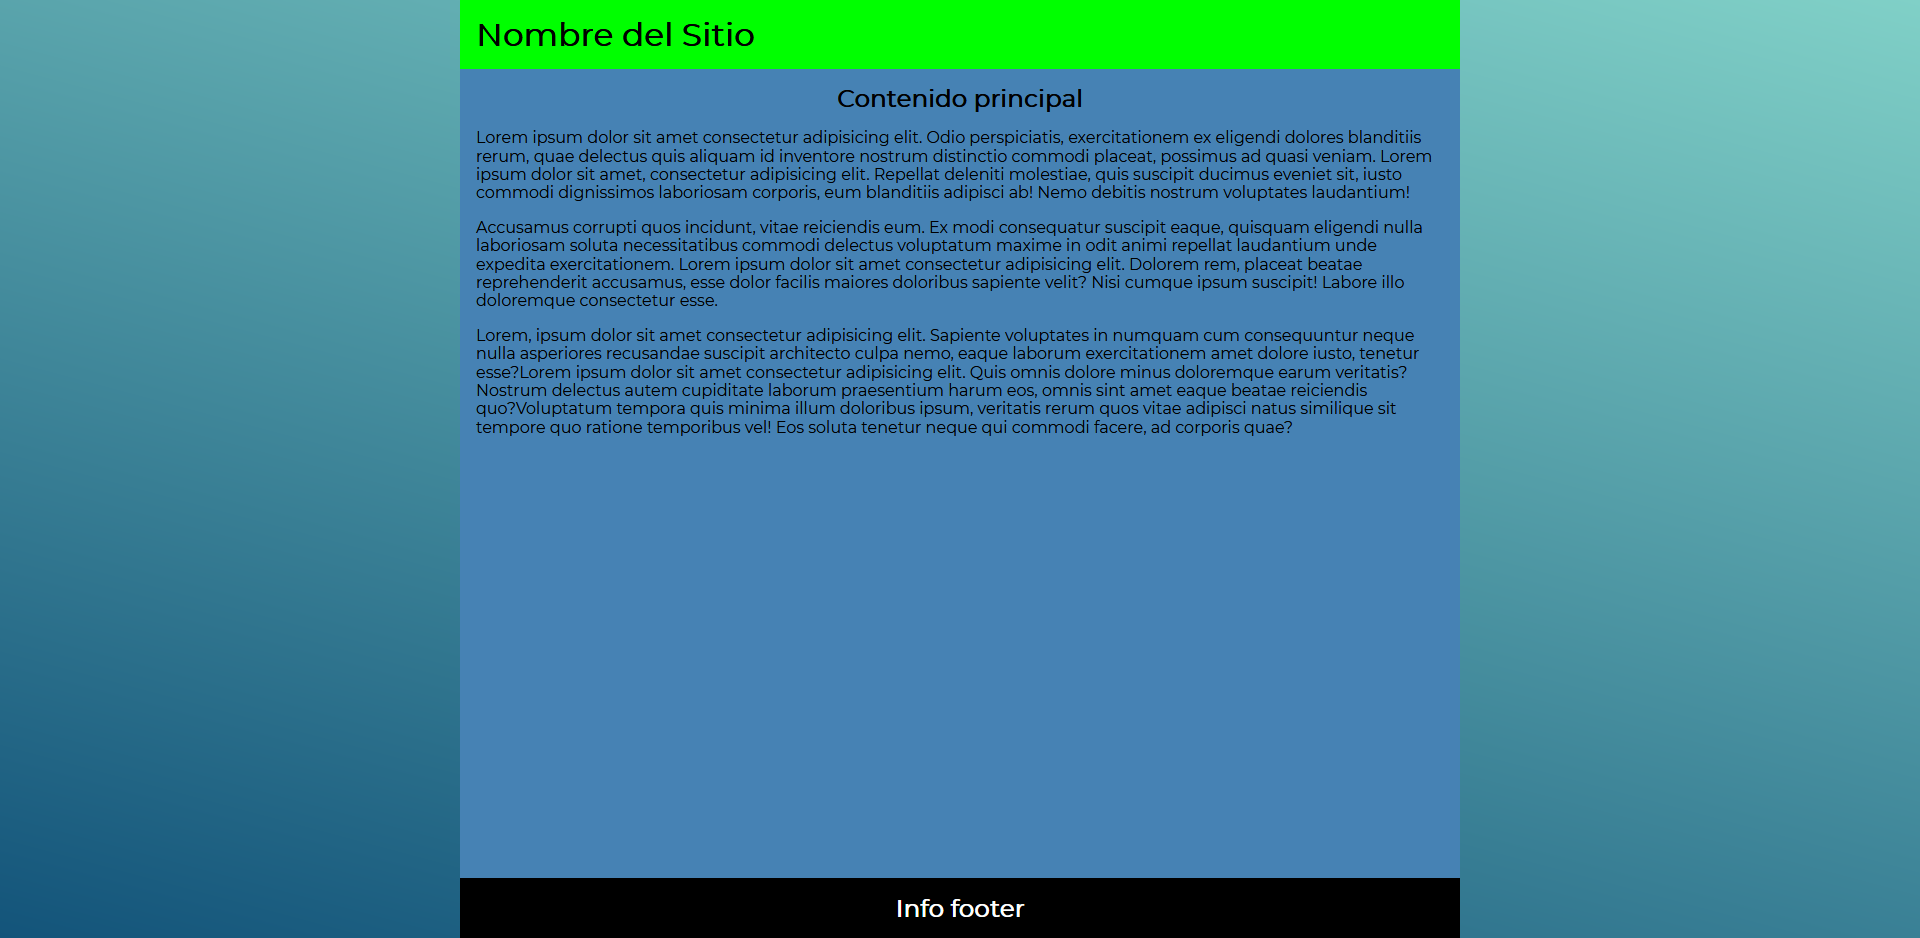 Nombre del Sitio
Contenido principal
Lorem ipsum dolor sit amet consectetur adipisicing elit. Odio perspiciatis, exercitationem ex eligendi dolores blanditiis
rerum, quae delectus quis aliquam id inventore nostrum distinctio commodi placeat, possimus ad quasi veniam. Lorem
ipsum dolor sit amet, consectetur adipisicing elit. Repellat deleniti molestiae, quis suscipit ducimus eveniet sit, iusto
commodi dignissimos laboriosam corporis, eum blanditiis adipisci ab! Nemo debitis nostrum voluptates laudantium!
Accusamus corrupti quos incidunt, vitae reiciendis eum. Ex modi consequatur suscipit eaque, quisquam eligendi nulla
laboriosam soluta necessitatibus commodi delectus voluptatum maxime in odit animi repellat laudantium unde
expedita exercitationem. Lorem ipsum dolor sit amet consectetur adipisicing elit. Dolorem rem, placeat beatae
reprehenderit accusamus, esse dolor facilis maiores doloribus sapiente velit? Nisi cumque ipsum suscipit! Labore illo
doloremque consectetur esse.
Lorem, ipsum dolor sit amet consectetur adipisicing elit. Sapiente voluptates in numquam cum consequuntur neque
nulla asperiores recusandae suscipit architecto culpa nemo, eaque laborum exercitationem amet dolore iusto, tenetur
esse?Lorem ipsum dolor sit amet consectetur adipisicing elit. Quis omnis dolore minus doloremque earum veritatis?
Nostrum delectus autem cupiditate laborum praesentium harum eos, omnis sint amet eaque beatae reiciendis
quo?Voluptatum tempora quis minima illum doloribus ipsum, veritatis rerum quos vitae adipisci natus similique sit
tempore quo ratione temporibus vel! Eos soluta tenetur neque qui commodi facere, ad corporis quae?
Info footer